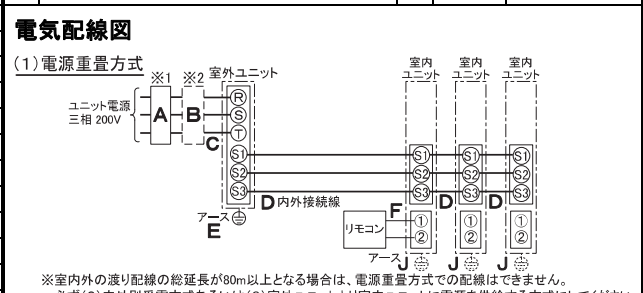 電気配線図
(1)電源重畳方式
※1 ※2 室外ユニット 室内ユニット 室内ユニット 室内ユニット
ユニット電源
三相200V
A B C
R
S
T
S1 S1 S1 S1
S2 S2 S2 S2
S3 S3 S3 S3
D 内外接続線 D D
アース
E
リモコン F
① ① ①
② ② ②
アース J J J
※室内外の渡り配線の総延長が80m以上となる場合は、電源重畳方式での配線はできません。